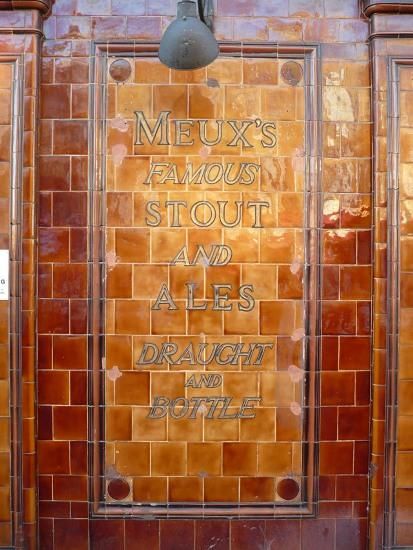 MEUX'S
FAMOUS
STOUT
AND
ALES
DRAUGHT
AND
BOTTLE